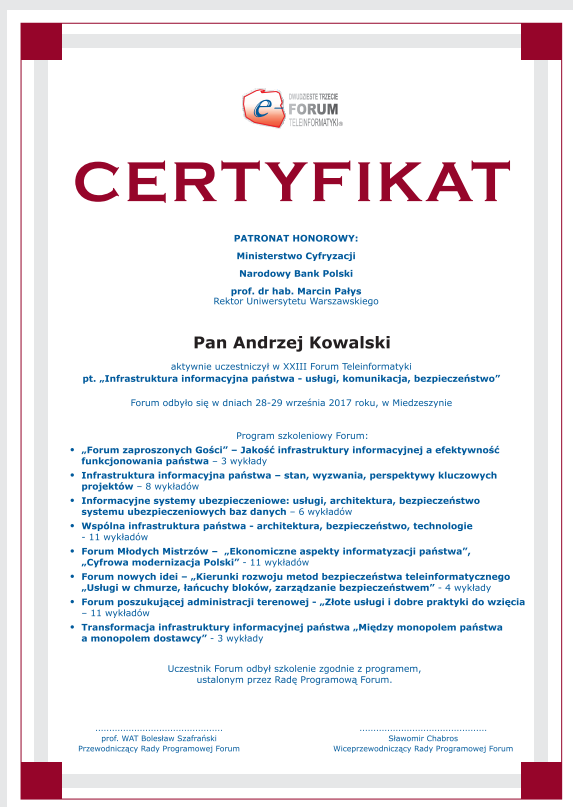 DWUDZIESTE TRZECIE
e-FORUM
TELEINFORMATYKI®
CERTYFIKAT
PATRONAT HONOROWY:
Ministerstwo Cyfryzacji
Narodowy Bank Polski
prof. dr hab. Marcin Pałys
Rektor Uniwersytetu Warszawskiego
Pan Andrzej Kowalski
aktywnie uczestniczył w XXIII Forum Teleinformatyki
pt. „Infrastruktura informacyjna państwa - usługi, komunikacja, bezpieczeństwo”
Forum odbyło się w dniach 28-29 września 2017 roku, w Miedzeszynie
Program szkoleniowy Forum:
• „Forum zaproszonych Gości” – Jakość infrastruktury informacyjnej a efektywność
funkcjonowania państwa – 3 wykłady
• Infrastruktura informacyjna państwa – stan, wyzwania, perspektywy kluczowych
projektów – 8 wykładów
• Informacyjne systemy ubezpieczeniowe: usługi, architektura, bezpieczeństwo
systemu ubezpieczeniowych baz danych – 6 wykładów
• Wspólna infrastruktura państwa - architektura, bezpieczeństwo, technologie
- 11 wykładów
• Forum Młodych Mistrzów – „Ekonomiczne aspekty informatyzacji państwa”,
„Cyfrowa modernizacja Polski” - 11 wykładów
• Forum nowych idei – „Kierunki rozwoju metod bezpieczeństwa teleinformatycznego
„Usługi w chmurze, łańcuchy bloków, zarządzanie bezpieczeństwem” - 4 wykłady
• Forum poszukującej administracji terenowej - „Złote usługi i dobre praktyki do wzięcia
– 11 wykładów
• Transformacja infrastruktury informacyjnej państwa „Między monopolem państwa
a monopolem dostawcy” - 3 wykłady
Uczestnik Forum odbył szkolenie zgodnie z programem,
ustalonym przez Radę Programową Forum.
prof. WAT Bolesław Szafrański
Przewodniczący Rady Programowej Forum
Sławomir Chabros
Wiceprzewodniczący Rady Programowej Forum